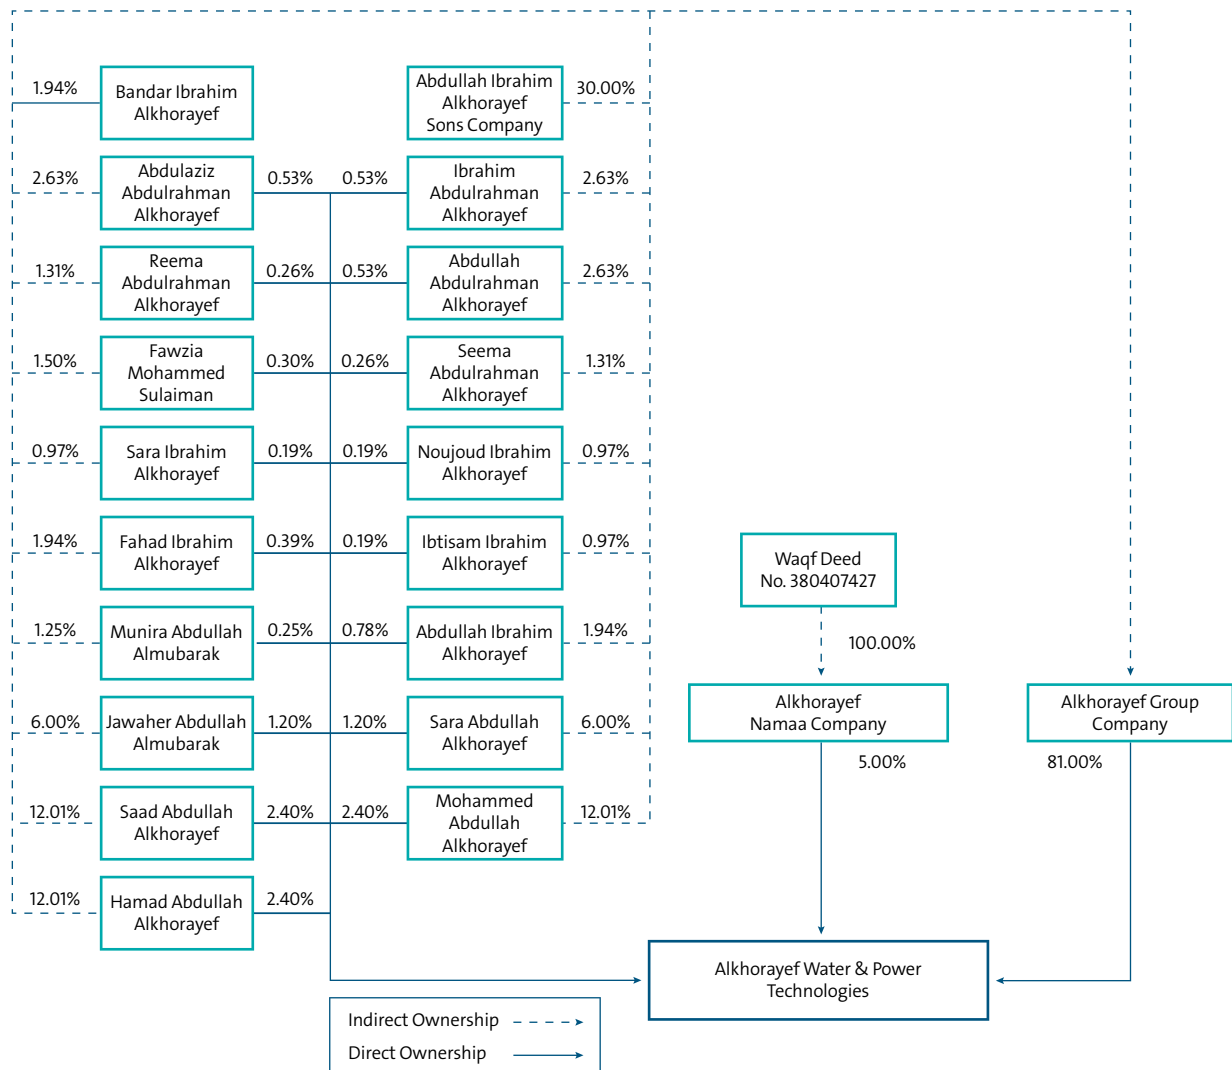 1.94%
Bandar Ibrahim
Alkhorayef
Abdullah Ibrahim
Alkhorayef
Sons Company
30.00%
2.63%
Abdulaziz
Abdulrahman
Alkhorayef
0.53%
0.53%
Ibrahim
Abdulrahman
Alkhorayef
2.63%
1.31%
Reema
Abdulrahman
Alkhorayef
0.26%
0.53%
Abdullah
Abdulrahman
Alkhorayef
2.63%
1.50%
Fawzia
Mohammed
Sulaiman
0.30%
0.26%
Seema
Abdulrahman
Alkhorayef
1.31%
0.97%
Sara Ibrahim
Alkhorayef
0.19%
0.19%
Noujoud Ibrahim
Alkhorayef
0.97%
1.94%
Fahad Ibrahim
Alkhorayef
0.39%
0.19%
Ibtisam Ibrahim
Alkhorayef
0.97%
1.25%
Munira Abdullah
Almubarak
0.25%
0.78%
Abdullah Ibrahim
Alkhorayef
1.94%
6.00%
Jawaher Abdullah
Almubarak
1.20%
1.20%
Sara Abdullah
Alkhorayef
6.00%
12.01%
Saad Abdullah
Alkhorayef
2.40%
2.40%
Mohammed
Abdullah
Alkhorayef
12.01%
12.01%
Hamad Abdullah
Alkhorayef
2.40%
Waqf Deed
No. 380407427
100.00%
Alkhorayef
Namaa Company
5.00%
Alkhorayef Group
Company
81.00%
Alkhorayef Water & Power
Technologies
Indirect Ownership
Direct Ownership